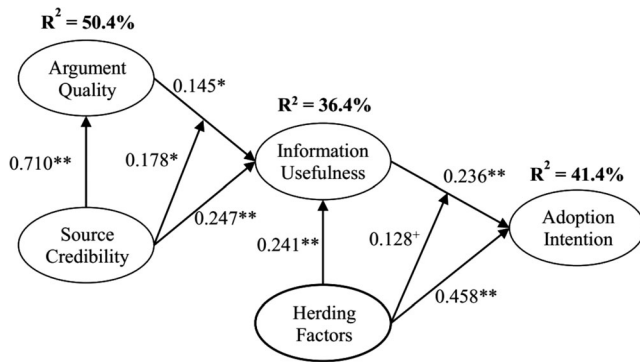 R² = 50.4%
Argument
Quality
0.145*
R² = 36.4%
0.710**
0.178*
Information
Usefulness
0.236**
R² = 41.4%
0.247**
Source
Credibility
0.241**
0.128⁺
Adoption
Intention
0.458**
Herding
Factors